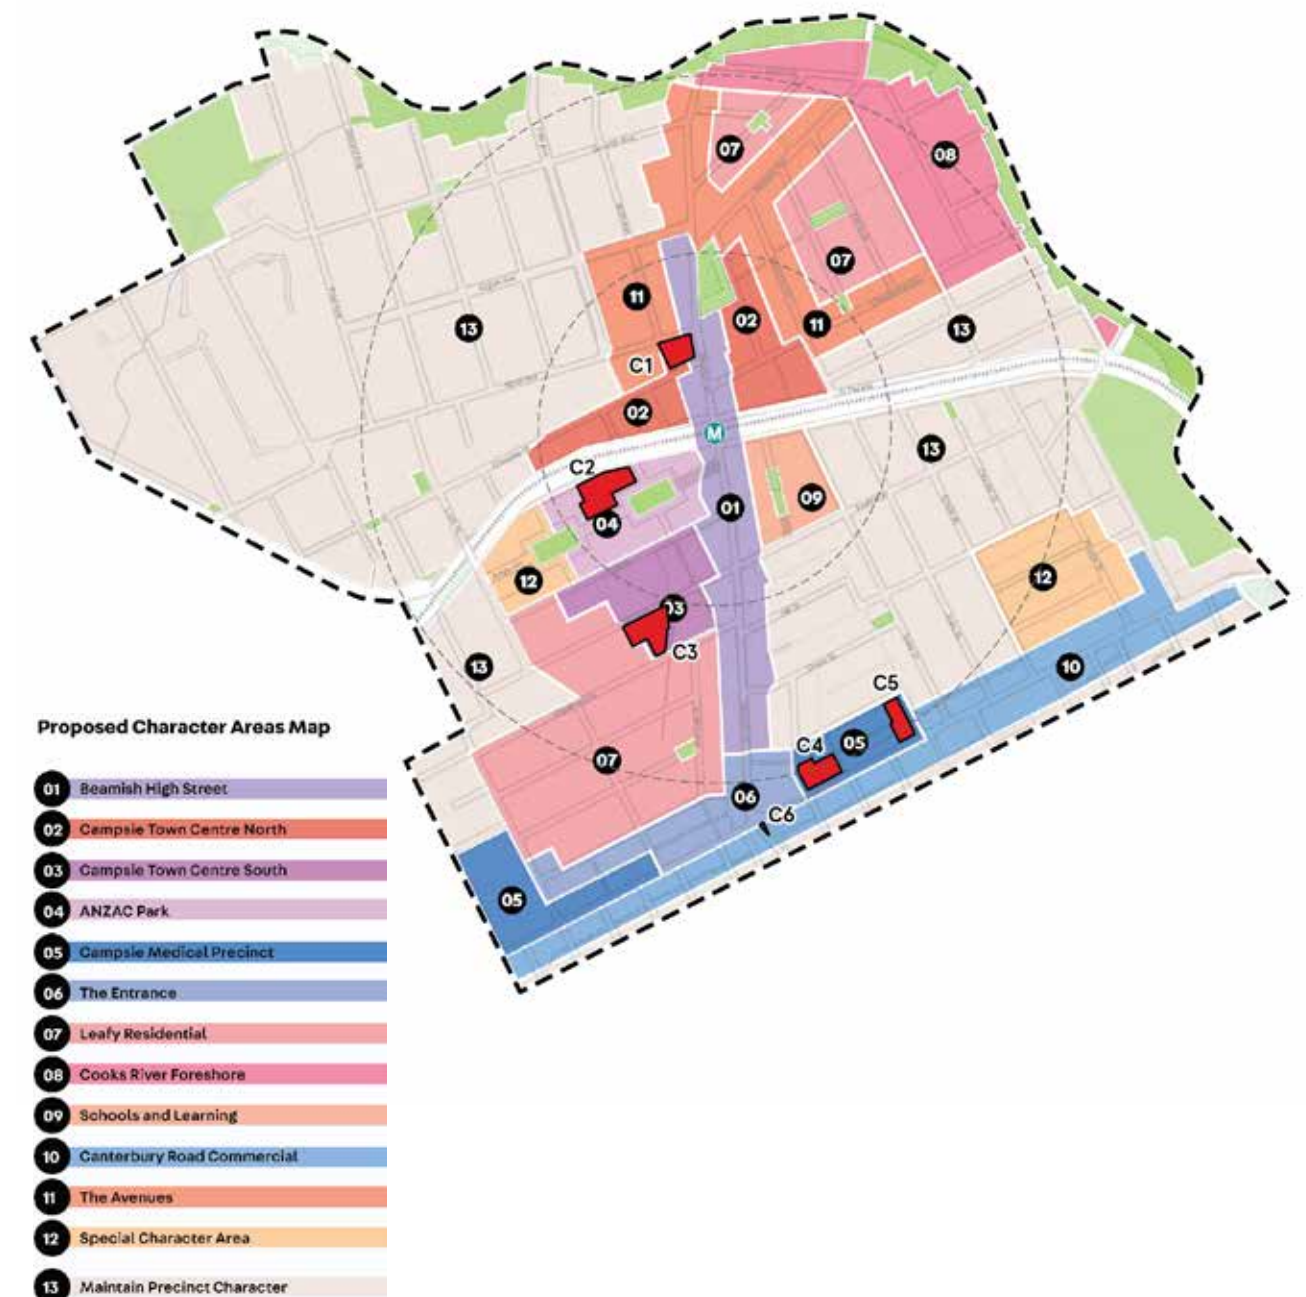 07
08
07
11
C1
02
11
13
13
02
M
C2
13
09
01
04
12
12
03
C3
13
10
C5
05
C4
07
06
C6
05
Proposed Character Areas Map
01 Beamish High Street
02 Campsie Town Centre North
03 Campsie Town Centre South
04 ANZAC Park
05 Campsie Medical Precinct
06 The Entrance
07 Leafy Residential
08 Cooks River Foreshore
09 Schools and Learning
10 Canterbury Road Commercial
11 The Avenues
12 Special Character Area
13 Maintain Precinct Character